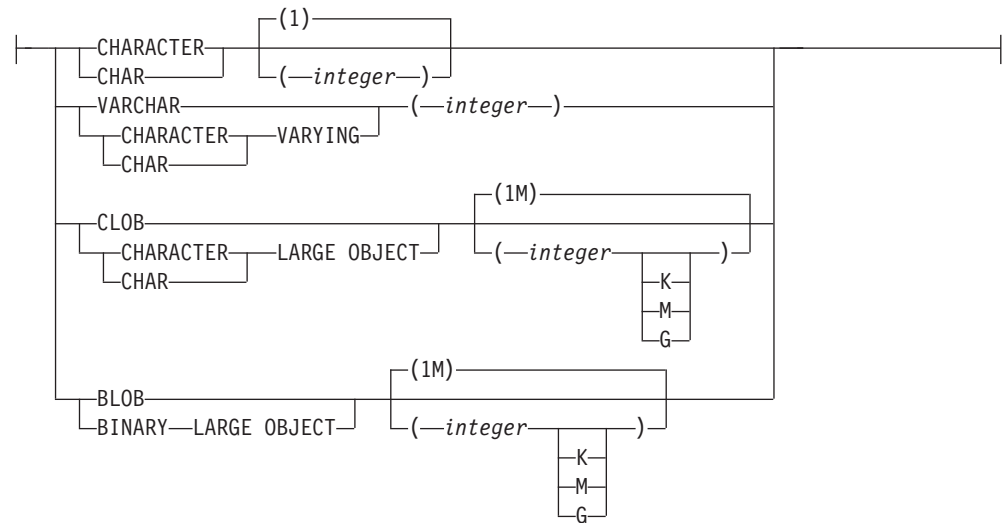 (1)
CHARACTER
CHAR (integer)
VARCHAR (integer)
CHARACTER VARYING
CHAR
(1M)
CLOB
CHARACTER LARGE OBJECT (integer )
CHAR K
M
G
(1M)
BLOB
BINARY LARGE OBJECT (integer )
K
M
G